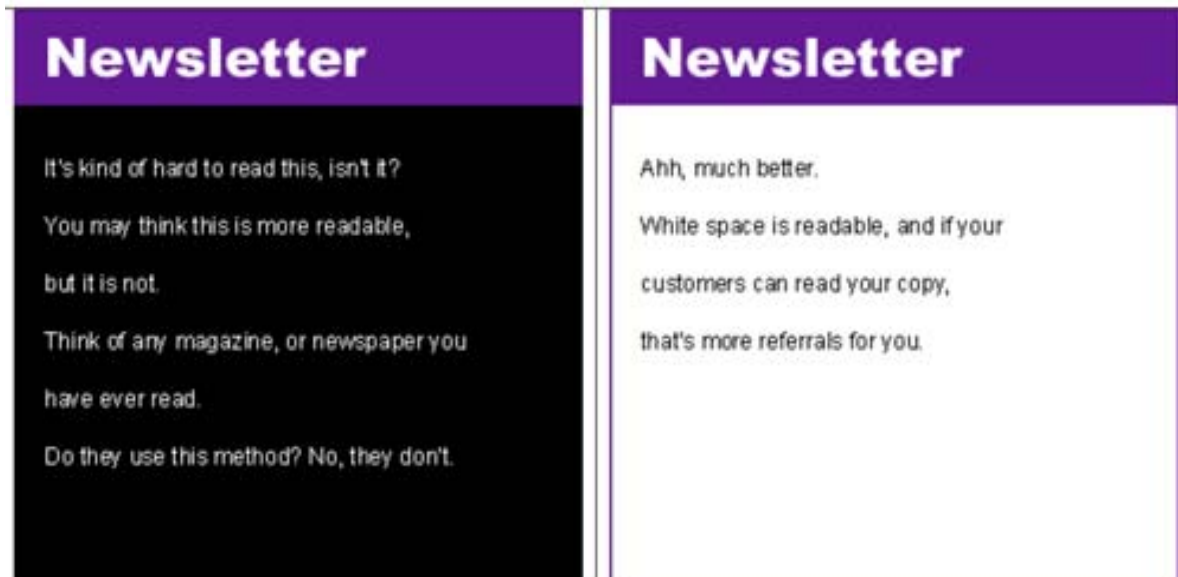 Newsletter
It's kind of hard to read this, isn't it?
You may think this is more readable,
but it is not.
Think of any magazine, or newspaper you
have ever read.
Do they use this method? No, they don't.
Newsletter
Ahh, much better.
White space is readable, and if your
customers can read your copy,
that's more referrals for you.